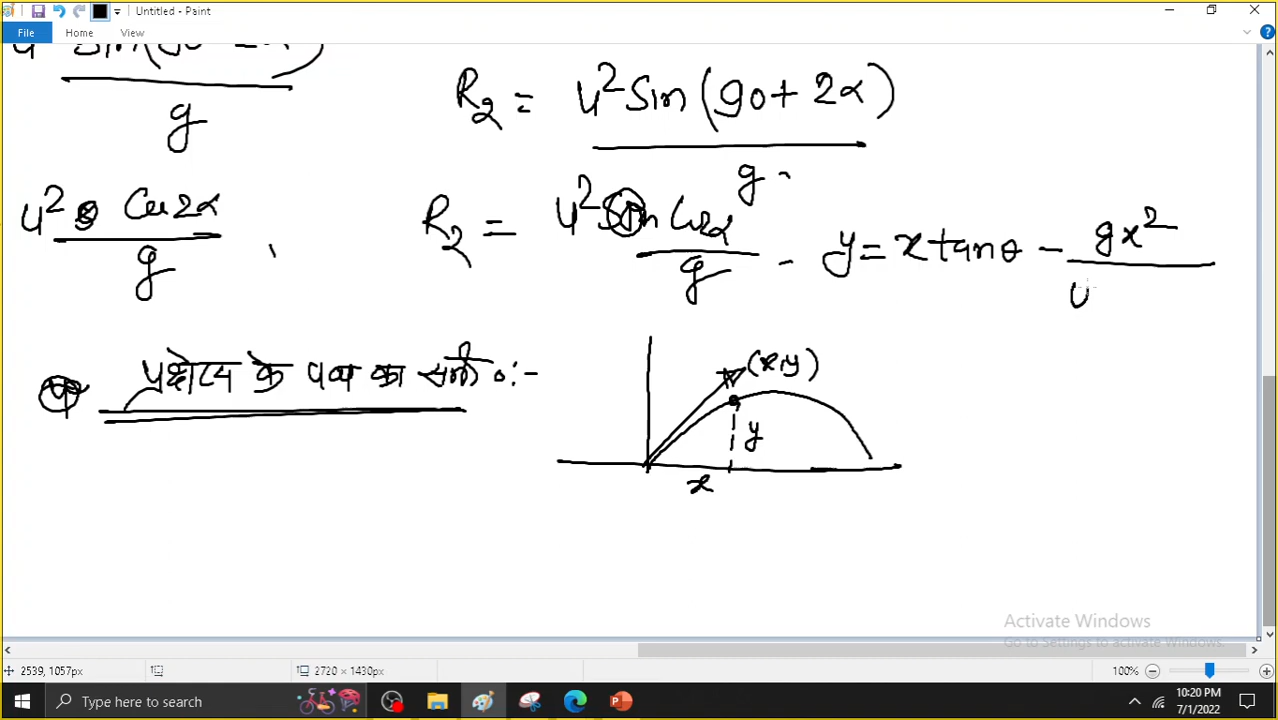 Untitled - Paint
File Home View
g
R₂ = u² Sin (90 + 2α)
g
u² Cos2α
g
R₂ = u² Cos2α
g
y = x tanθ - gx²
u
प्रक्षेप्य के पथ का समी०:-
(x,y)
y
x
Activate Windows
Go to Settings to activate Windows.
2539, 1057px
2720 × 1430px
100%
Type here to search
10:20 PM
7/1/2022